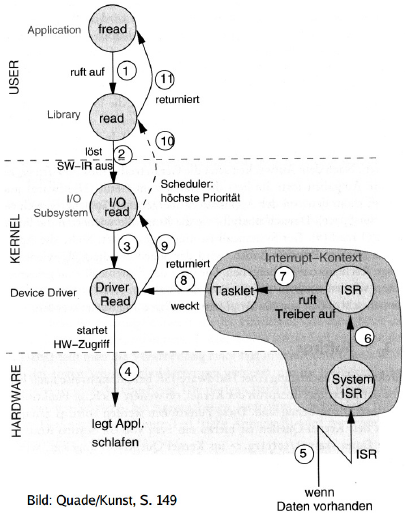 Application
fread
USER
ruft auf
1
11
returniert
Library
read
löst
2
10
SW-IR aus
Scheduler:
höchste Priorität
I/O
Subsystem
I/O
read
KERNEL
3
9
Interrupt-Kontext
returniert
8
7
Device Driver
Driver
Read
weckt
Tasklet
ruft
Treiber auf
ISR
startet
HW-Zugriff
6
HARDWARE
4
System
ISR
legt Appl.
schlafen
5
ISR
wenn
Daten vorhanden
Bild: Quade/Kunst, S. 149